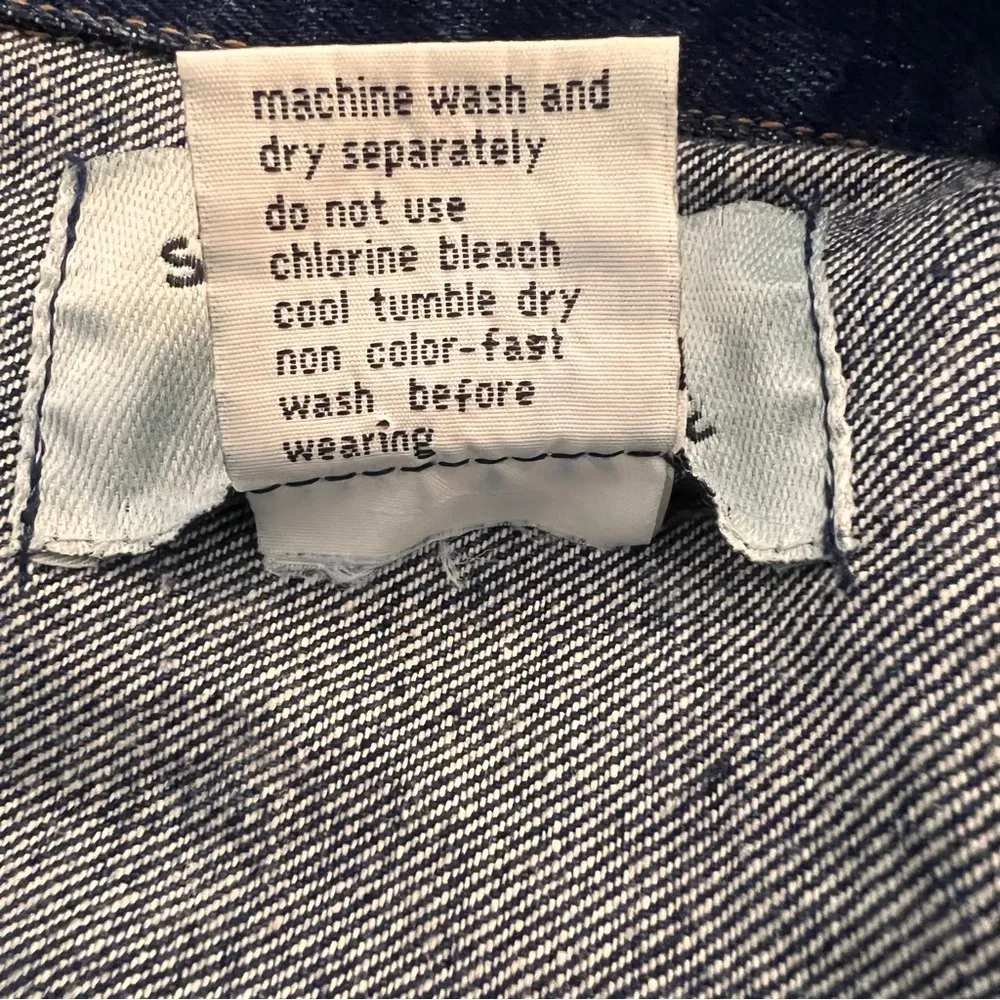 machine wash and
dry separately
do not use
chlorine bleach
cool tumble dry
non color-fast
wash before
wearing